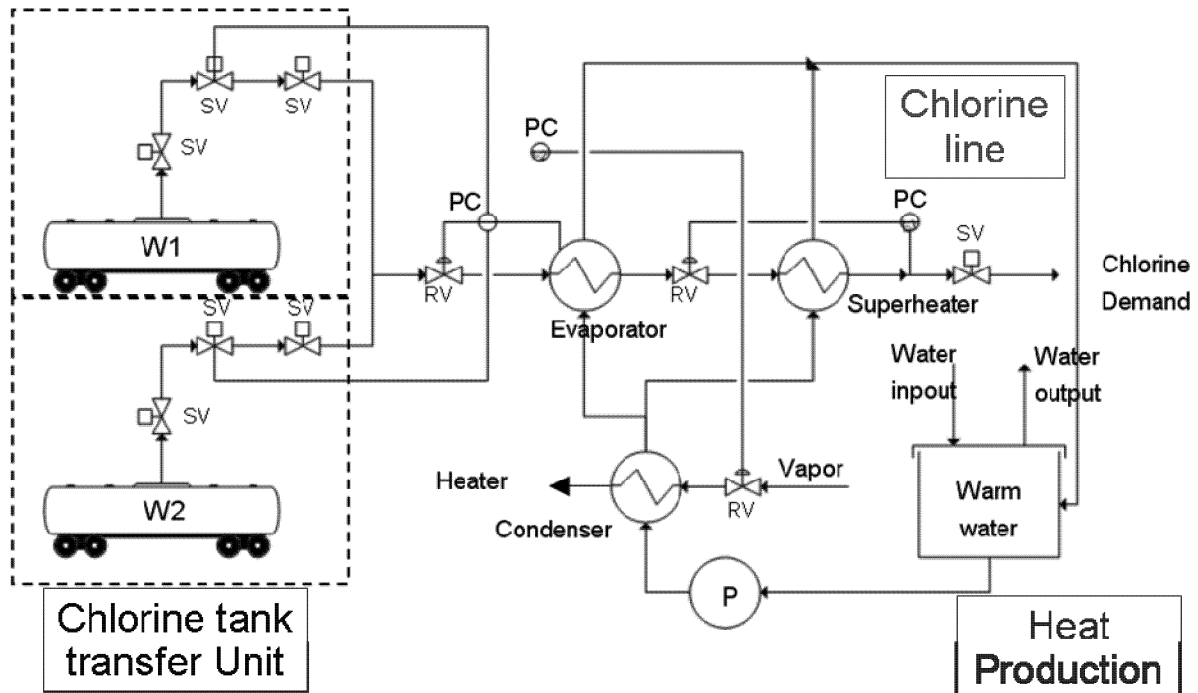 SV
SV
SV
W1
PC
PC
PC
Chlorine
line
SV
RV
RV
Evaporator
Superheater
Chlorine
Demand
SV
SV
SV
W2
Water
inpout
Water
output
Heater
Condenser
Vapor
RV
Warm
water
P
Chlorine tank
transfer Unit
Heat
Production